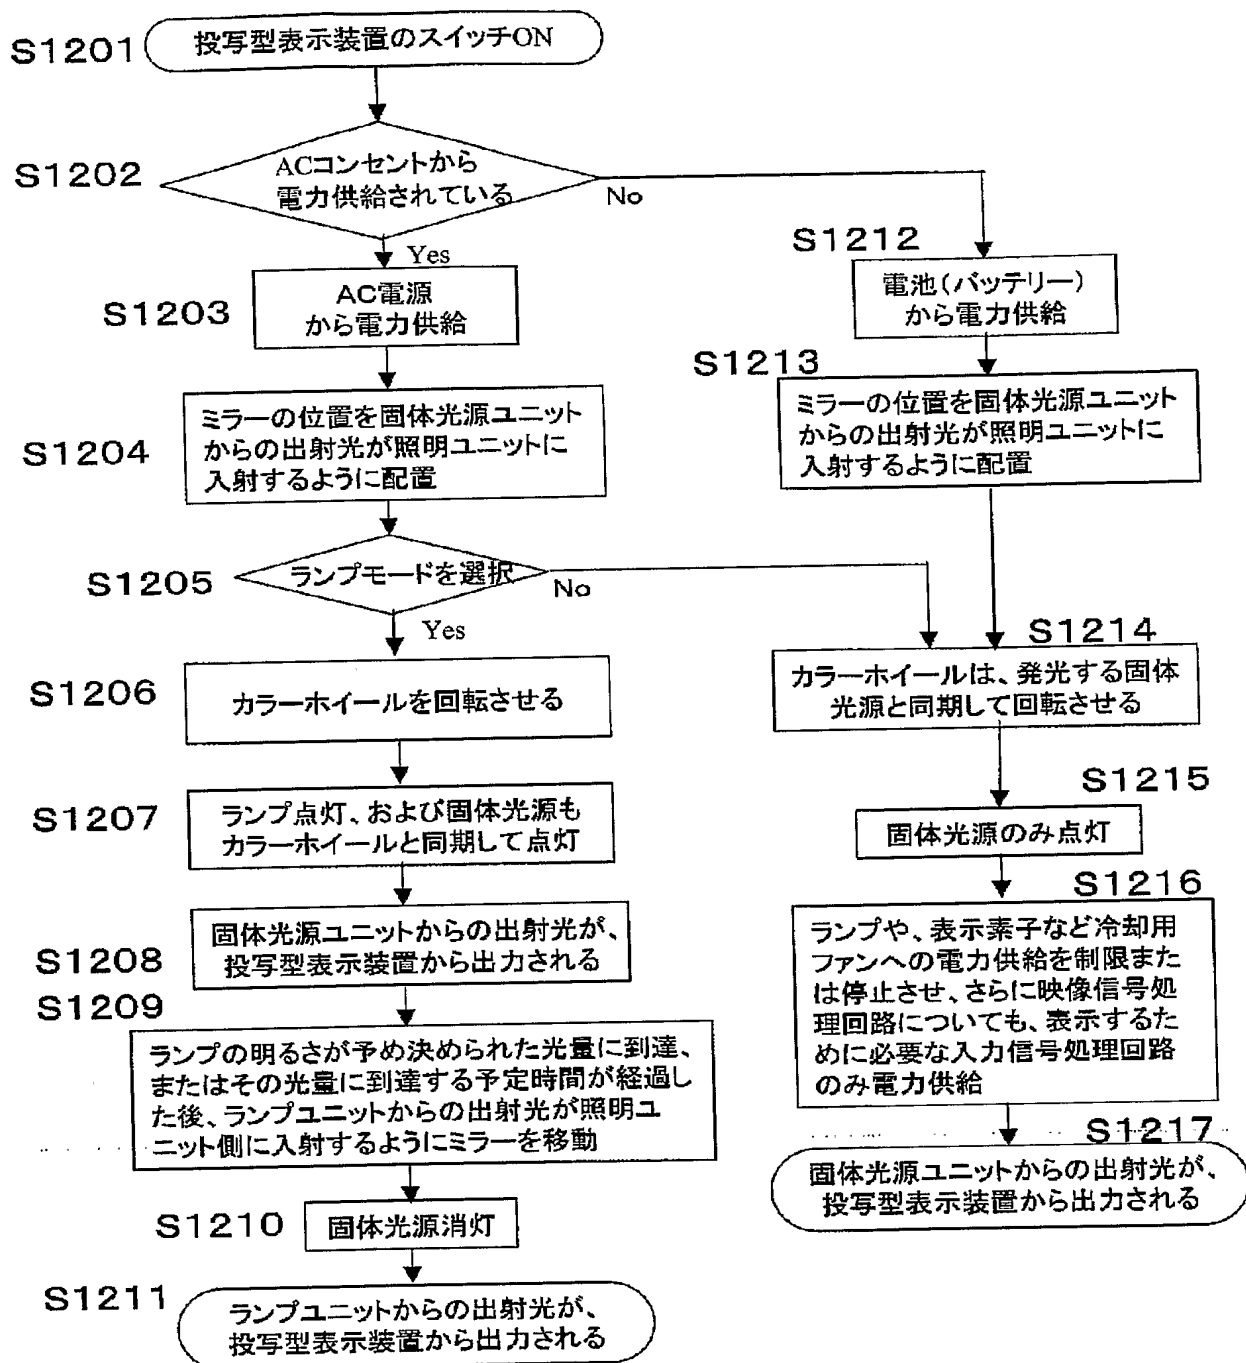 S1201
投写型表示装置のスイッチON
S1202
ACコンセントから
電力供給されている
No
Yes
S1203
AC電源
から電力供給
S1204
ミラーの位置を固体光源ユニット
からの出射光が照明ユニットに
入射するように配置
S1205
ランプモードを選択
No
Yes
S1206
カラーホイールを回転させる
S1207
ランプ点灯、および固体光源も
カラーホイールと同期して点灯
S1208
固体光源ユニットからの出射光が、
投写型表示装置から出力される
S1209
ランプの明るさが予め決められた光量に到達、
またはその光量に到達する予定時間が経過し
た後、ランプユニットからの出射光が照明ユ
ニット側に入射するようにミラーを移動
S1210
固体光源消灯
S1211
ランプユニットからの出射光が、
投写型表示装置から出力される
S1212
電池(バッテリー)
から電力供給
S1213
ミラーの位置を固体光源ユニット
からの出射光が照明ユニットに
入射するように配置
S1214
カラーホイールは、発光する固体
光源と同期して回転させる
S1215
固体光源のみ点灯
S1216
ランプや、表示素子など冷却用
ファンへの電力供給を制限また
は停止させ、さらに映像信号処
理回路についても、表示するた
めに必要な入力信号処理回路
のみ電力供給
S1217
固体光源ユニットからの出射光が、
投写型表示装置から出力される